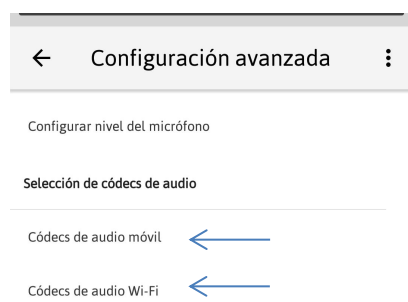 Configuración avanzada
Configurar nivel del micrófono
Selección de códecs de audio
Códecs de audio móvil
Códecs de audio Wi-Fi